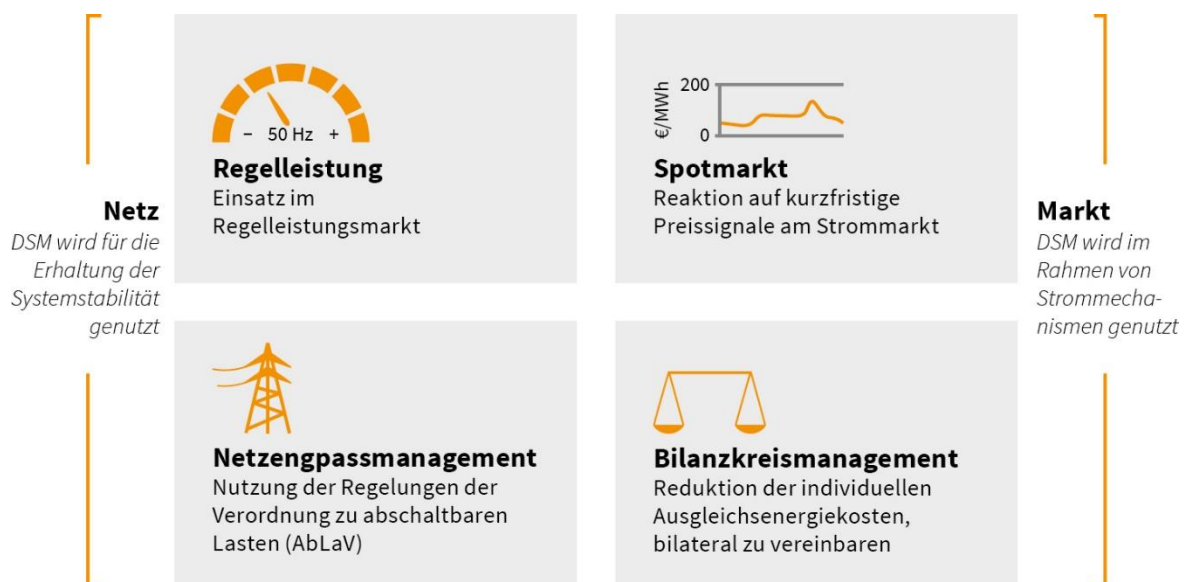 Netz
DSM wird für die
Erhaltung der
Systemstabilität
genutzt
− 50 Hz +
Regelleistung
Einsatz im
Regelleistungsmarkt
Netzengpassmanagement
Nutzung der Regelungen der
Verordnung zu abschaltbaren
Lasten (AbLaV)
€/MWh
200
0
Spotmarkt
Reaktion auf kurzfristige
Preissignale am Strommarkt
Bilanzkreismanagement
Reduktion der individuellen
Ausgleichsenergiekosten,
bilateral zu vereinbaren
Markt
DSM wird im
Rahmen von
Strommecha-
nismen genutzt